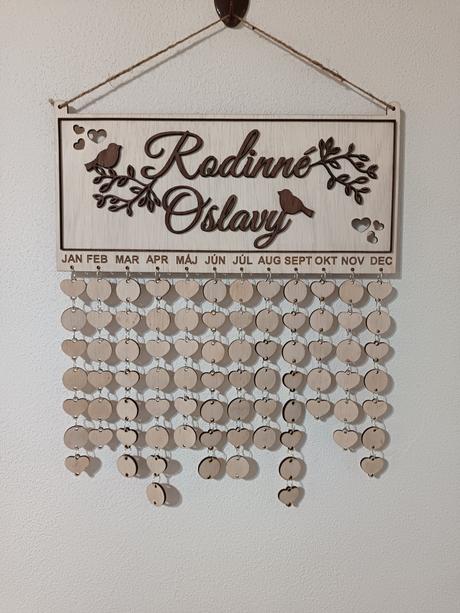 Rodinné
Oslavy
JAN FEB MAR APR MÁJ JÚN JÚL AUG SEPT OKT NOV DEC